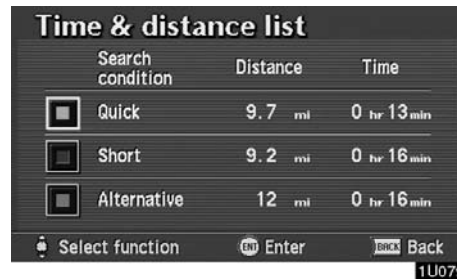 Time & distance list
Search condition Distance Time
Quick 9.7 mi 0 hr 13 min
Short 9.2 mi 0 hr 16 min
Alternative 12 mi 0 hr 16 min
Select function ENT Enter BACK Back
1U07